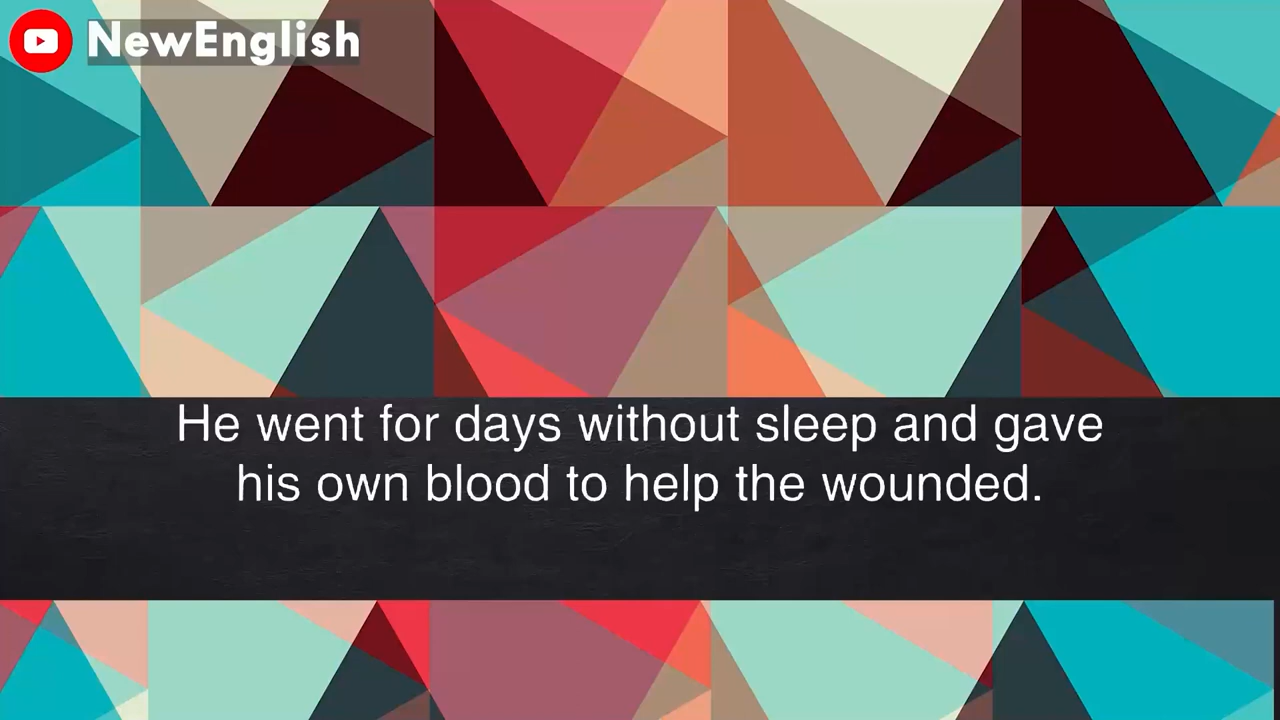 NewEnglish
He went for days without sleep and gave
his own blood to help the wounded.